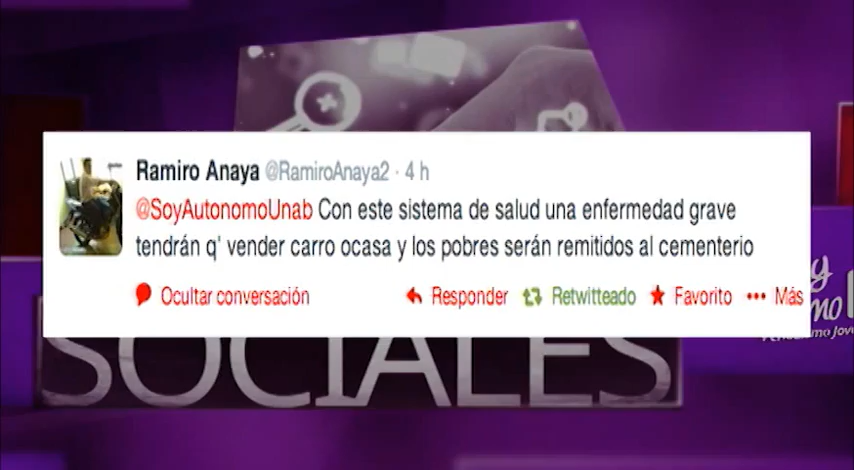 Ramiro Anaya @RamiroAnaya2 · 4 h
@SoyAutonomoUnab Con este sistema de salud una enfermedad grave
tendrán q' vender carro ocasa y los pobres serán remitidos al cementerio
Ocultar conversación Responder Retwitteado Favorito Más
SOCIALES